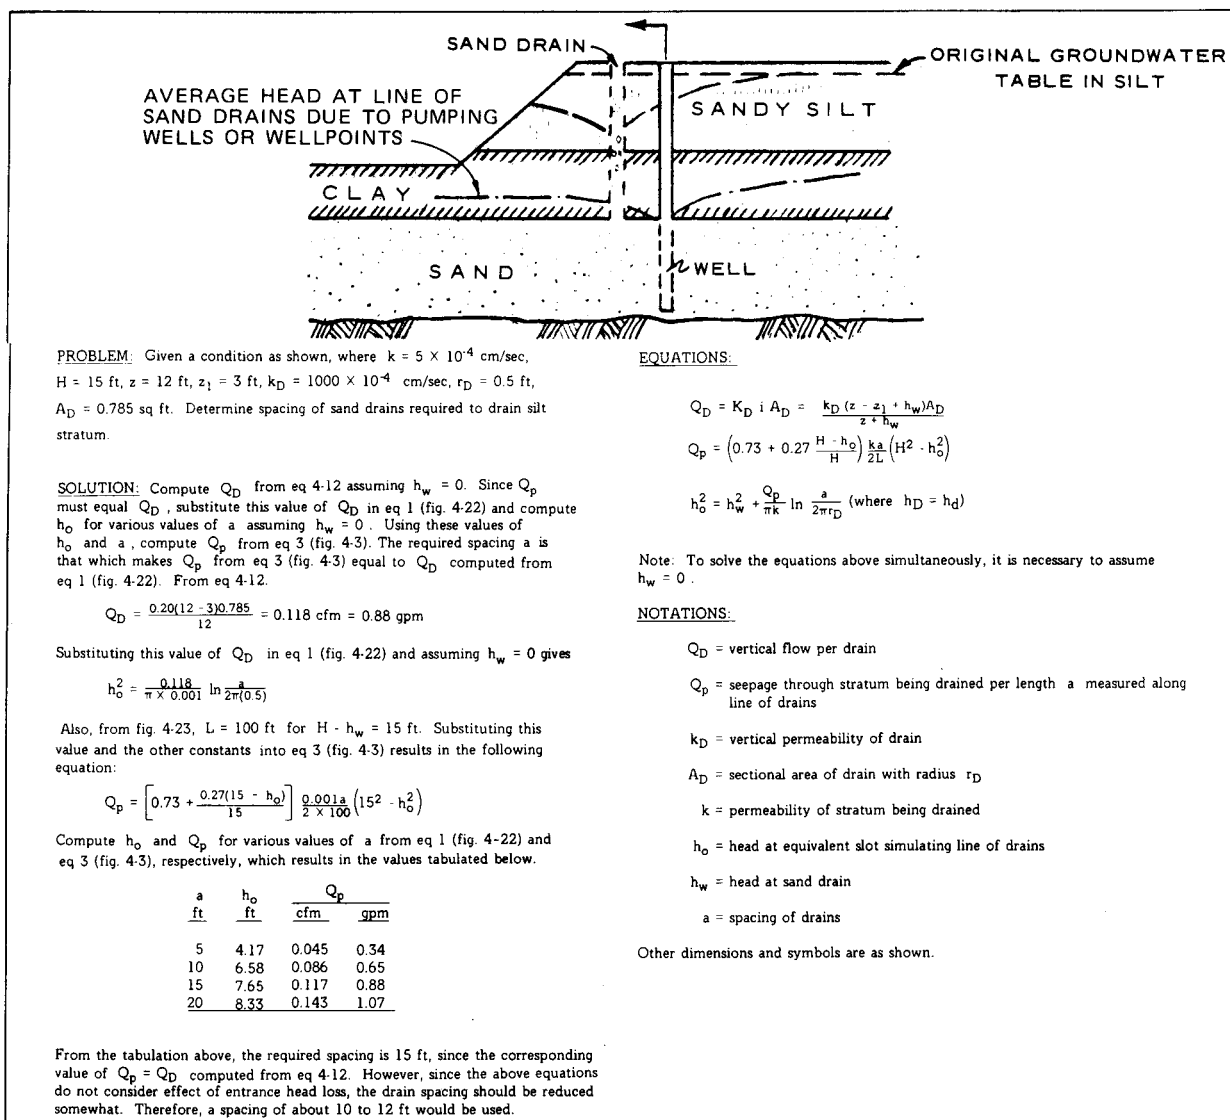 SAND DRAIN
ORIGINAL GROUNDWATER
TABLE IN SILT
AVERAGE HEAD AT LINE OF
SAND DRAINS DUE TO PUMPING
WELLS OR WELLPOINTS
SANDY SILT
CLAY
SAND
WELL
PROBLEM: Given a condition as shown, where k = 5 X 10⁻⁴ cm/sec,
H = 15 ft, z = 12 ft, z₁ = 3 ft, k_D = 1000 X 10⁻⁴ cm/sec, r_D = 0.5 ft,
A_D = 0.785 sq ft. Determine spacing of sand drains required to drain silt
stratum.
SOLUTION: Compute Q_D from eq 4-12 assuming h_w = 0. Since Q_p
must equal Q_D , substitute this value of Q_D in eq 1 (fig. 4-22) and compute
h_o for various values of a assuming h_w = 0 . Using these values of
h_o and a , compute Q_p from eq 3 (fig. 4-3). The required spacing a is
that which makes Q_p from eq 3 (fig. 4-3) equal to Q_D computed from
eq 1 (fig. 4-22). From eq 4-12.
Q_D = 0.20(12 - 3)0.785 / 12 = 0.118 cfm = 0.88 gpm
Substituting this value of Q_D in eq 1 (fig. 4-22) and assuming h_w = 0 gives
h_o² = 0.118 / π X 0.001 ln a / 2π(0.5)
Also, from fig. 4-23, L = 100 ft for H - h_w = 15 ft. Substituting this
value and the other constants into eq 3 (fig. 4-3) results in the following
equation:
Q_p = [0.73 + 0.27(15 - h_o) / 15] 0.001a / 2 X 100 (15² - h_o²)
Compute h_o and Q_p for various values of a from eq 1 (fig. 4-22) and
eq 3 (fig. 4-3), respectively, which results in the values tabulated below.
a h_o Q_p
ft ft cfm gpm
5 4.17 0.045 0.34
10 6.58 0.086 0.65
15 7.65 0.117 0.88
20 8.33 0.143 1.07
From the tabulation above, the required spacing is 15 ft, since the corresponding
value of Q_p = Q_D computed from eq 4-12. However, since the above equations
do not consider effect of entrance head loss, the drain spacing should be reduced
somewhat. Therefore, a spacing of about 10 to 12 ft would be used.
EQUATIONS:
Q_D = K_D i A_D = k_D (z - z₁ + h_w)A_D / z + h_w
Q_p = (0.73 + 0.27 H - h_o / H) ka / 2L (H² - h_o²)
h_o² = h_w² + Q_p / πk ln a / 2πr_D (where h_D = h_d)
Note: To solve the equations above simultaneously, it is necessary to assume
h_w = 0 .
NOTATIONS:
Q_D = vertical flow per drain
Q_p = seepage through stratum being drained per length a measured along
line of drains
k_D = vertical permeability of drain
A_D = sectional area of drain with radius r_D
k = permeability of stratum being drained
h_o = head at equivalent slot simulating line of drains
h_w = head at sand drain
a = spacing of drains
Other dimensions and symbols are as shown.